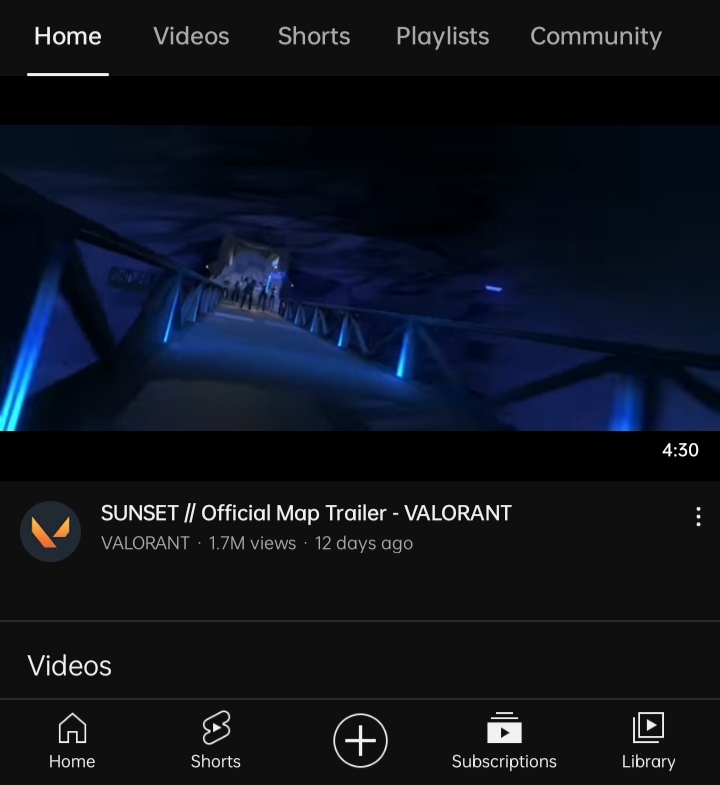 Home Videos Shorts Playlists Community
4:30
SUNSET // Official Map Trailer - VALORANT
VALORANT · 1.7M views · 12 days ago
Videos
Home Shorts Subscriptions Library